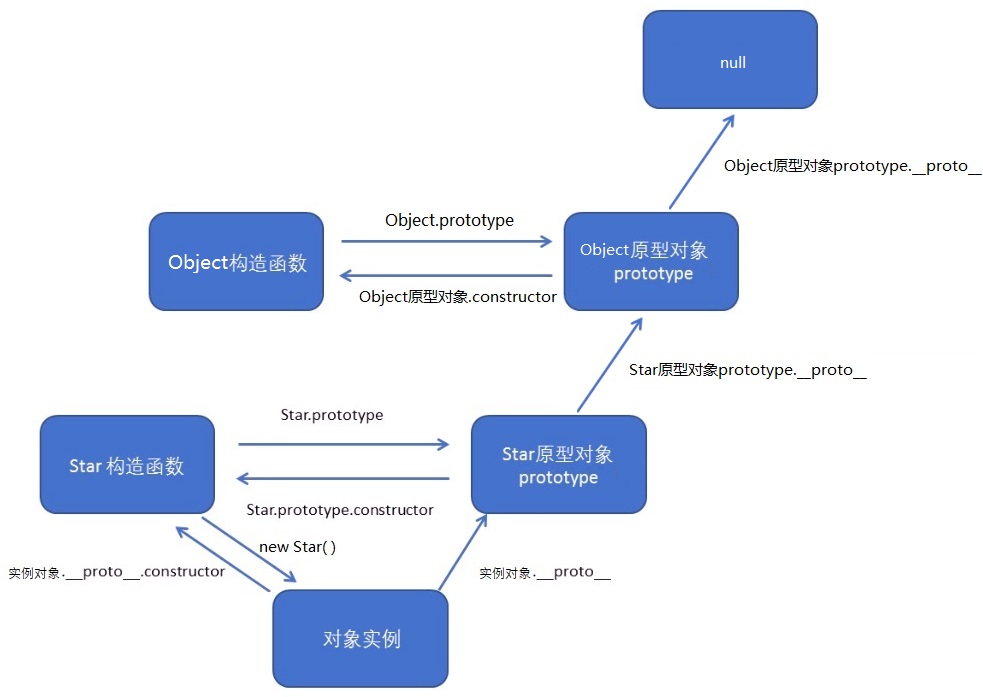 null
Object原型对象prototype.__proto__
Object.prototype
Object构造函数
Object原型对象
prototype
Object原型对象.constructor
Star原型对象prototype.__proto__
Star.prototype
Star 构造函数
Star原型对象
prototype
Star.prototype.constructor
new Star( )
实例对象.__proto__.constructor
实例对象.__proto__
对象实例